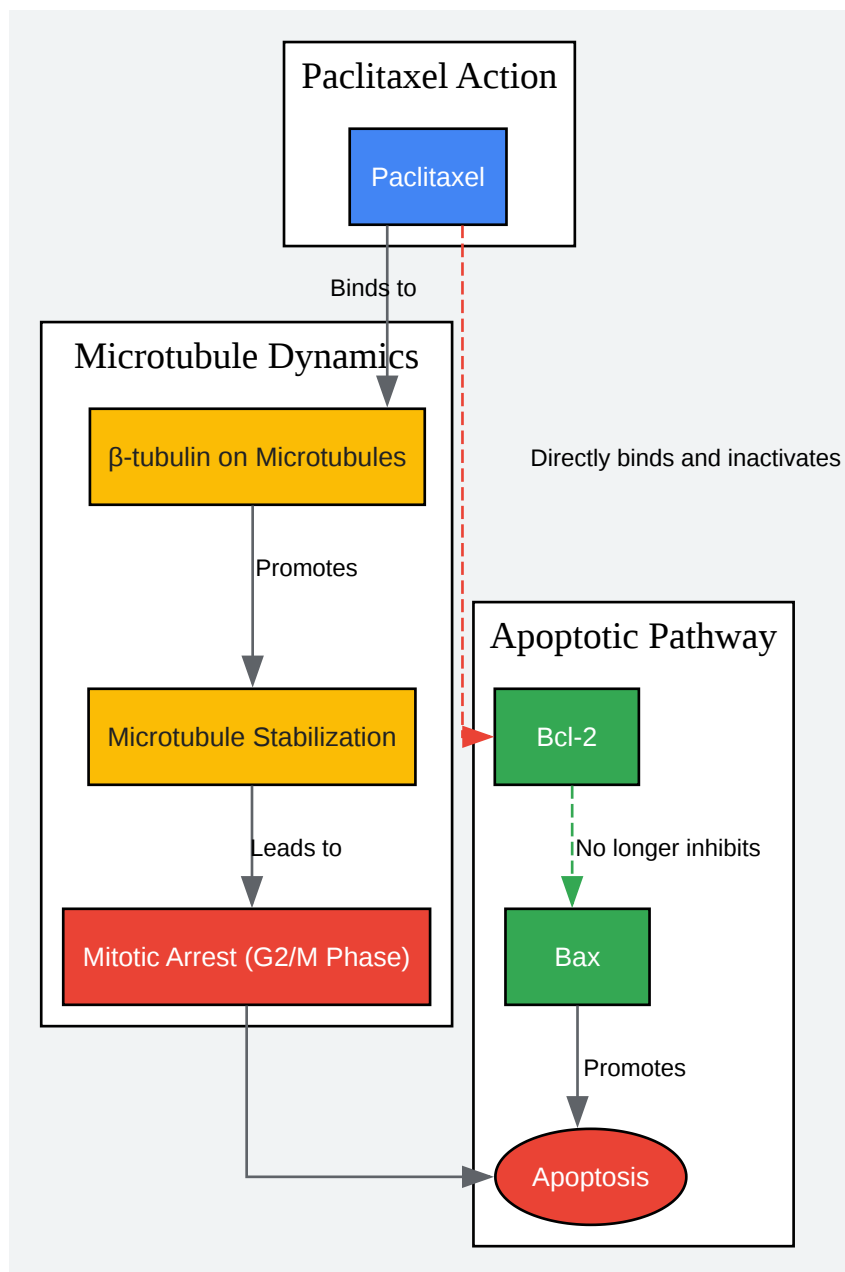 Paclitaxel Action
Paclitaxel
Binds to
Microtubule Dynamics
β-tubulin on Microtubules
Directly binds and inactivates
Promotes
Apoptotic Pathway
Microtubule Stabilization
Bcl-2
Leads to
No longer inhibits
Mitotic Arrest (G2/M Phase)
Bax
Promotes
Apoptosis